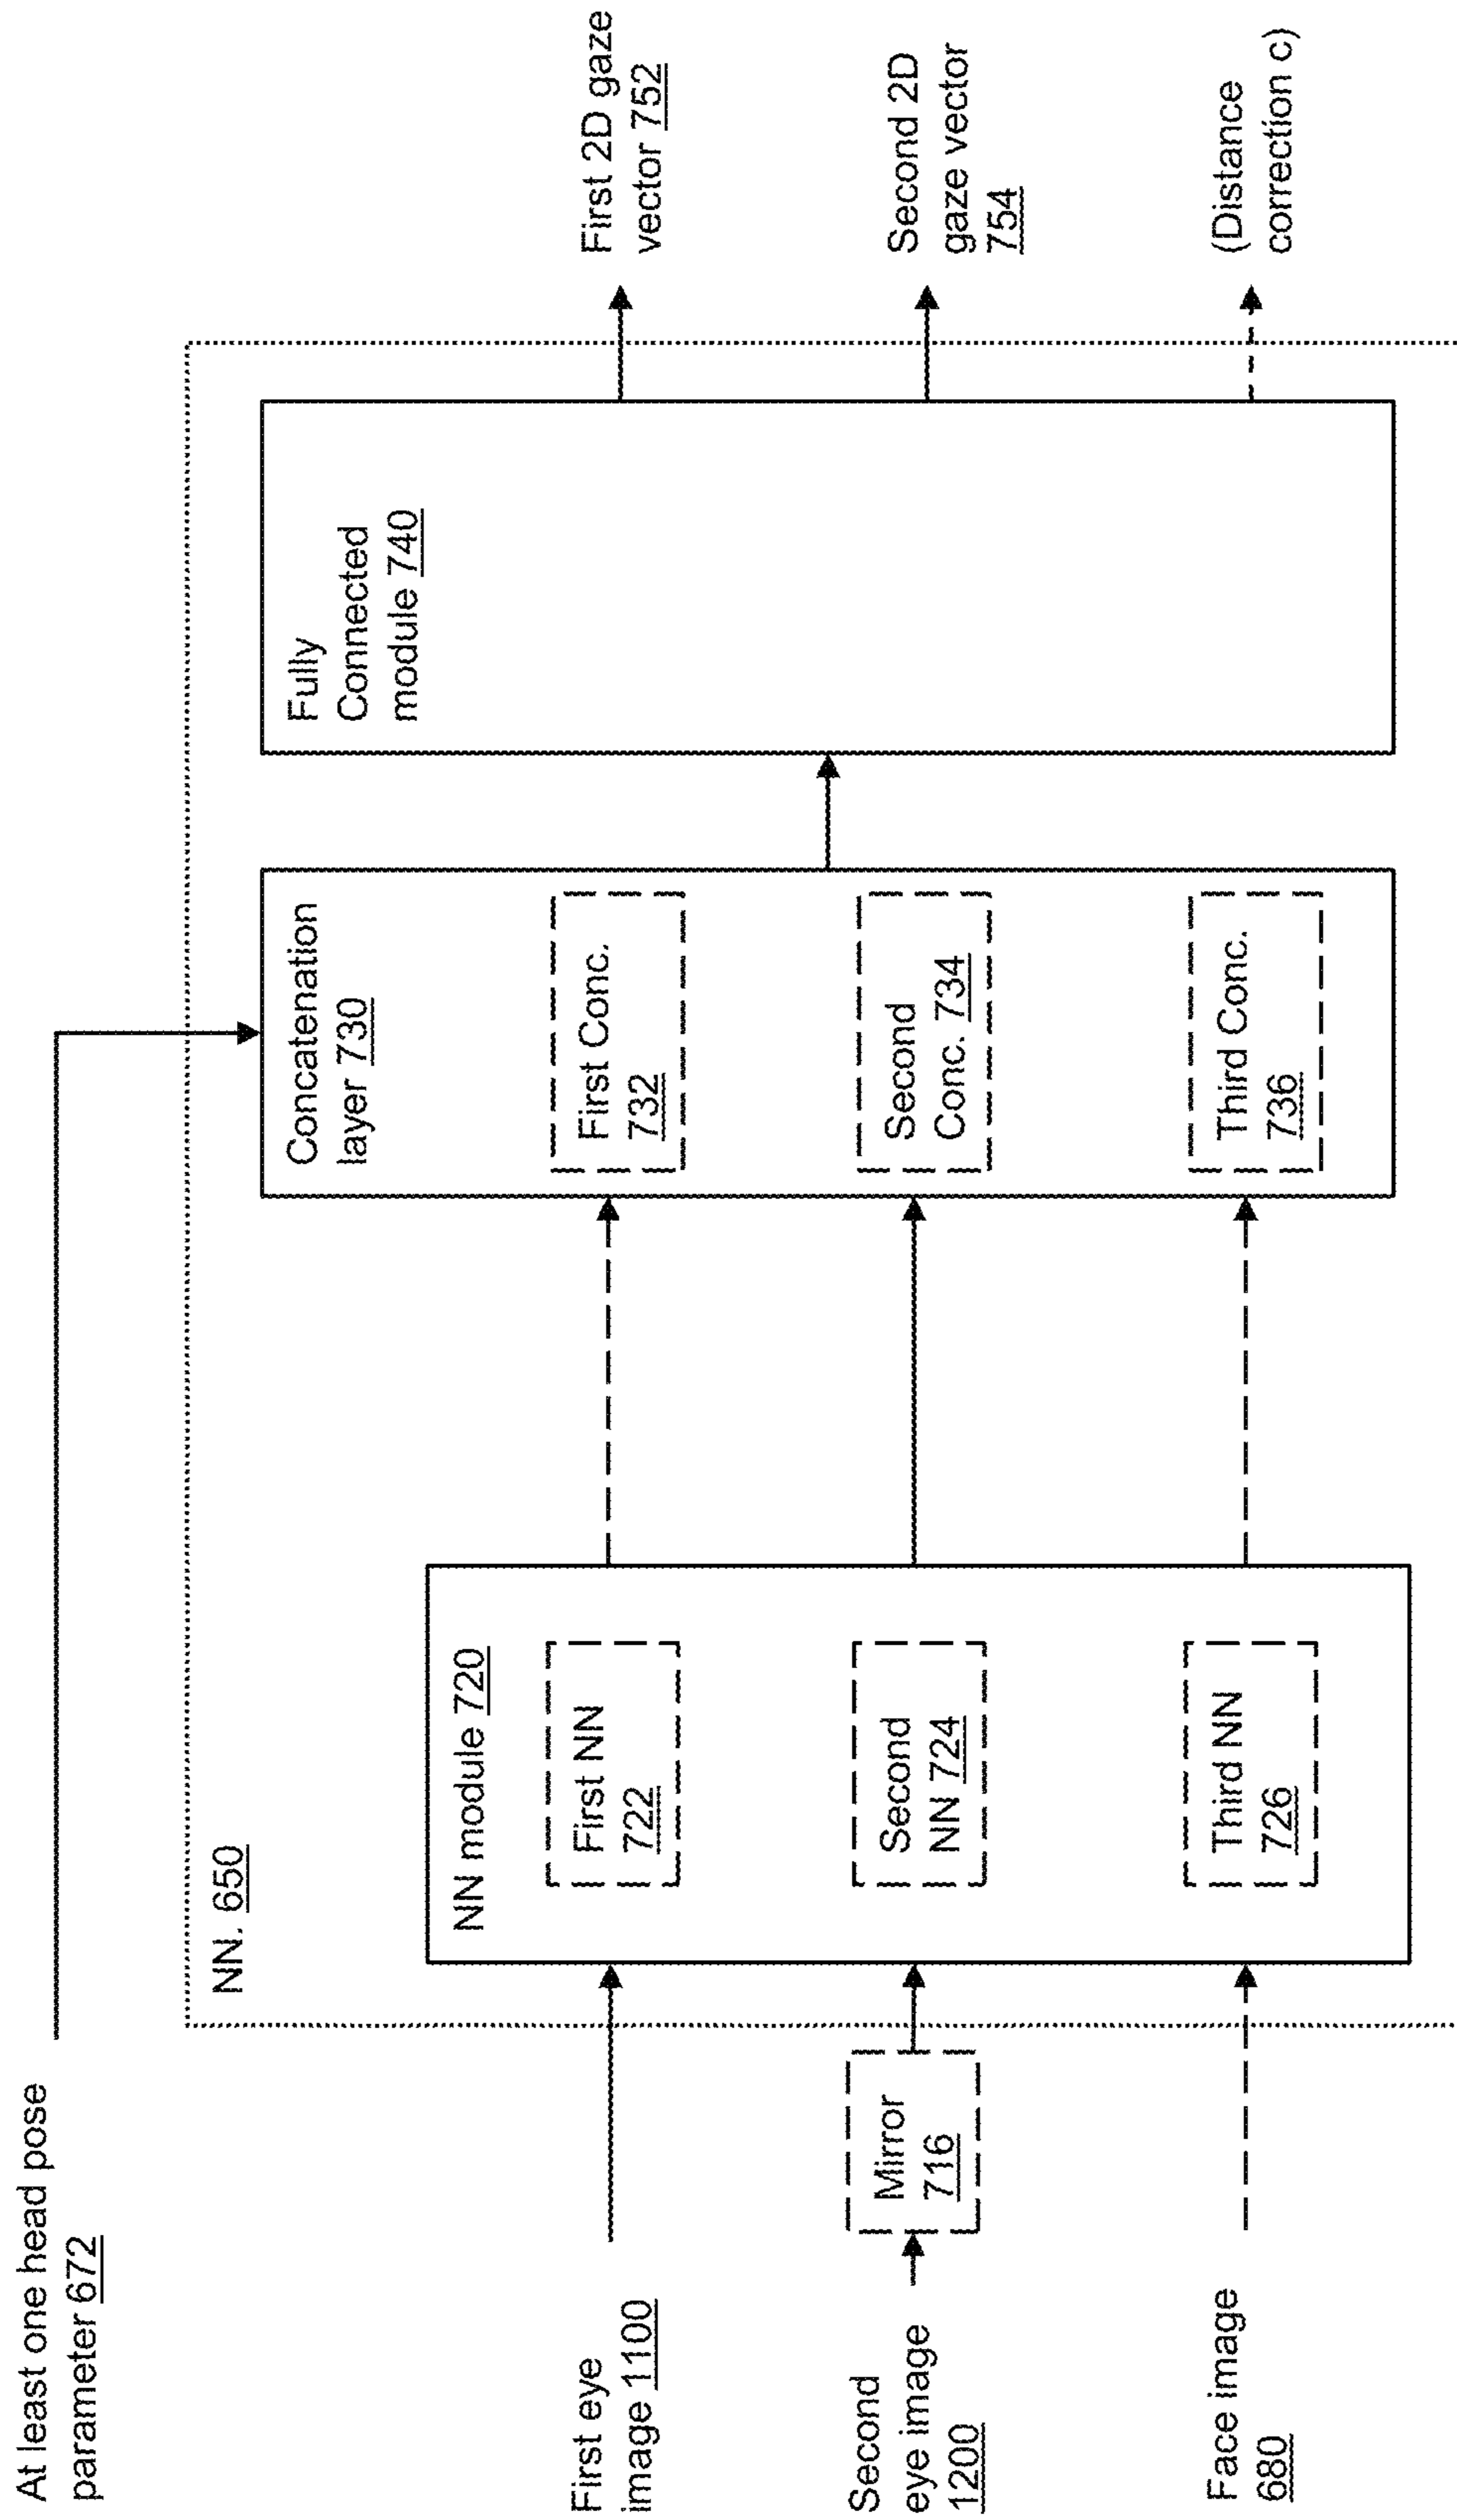 At least one head pose
parameter 672
NN. 650
First eye
image 1100
Second
eye image
1200
Face image
680
Mirror
716
NN module 720
First NN
722
Second
NN 724
Third NN
726
Concatenation
layer 730
First Conc.
732
Second
Conc. 734
Third Conc.
736
Fully
Connected
module 740
First 2D gaze
vector 752
Second 2D
gaze vector
754
(Distance
correction c)